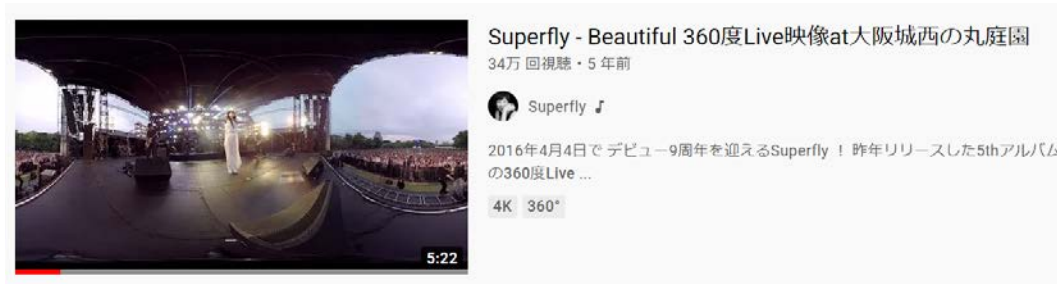 Superfly - Beautiful 360度Live映像at大阪城西の丸庭園
34万 回視聴・5 年前
Superfly ♪
2016年4月4日で デビュー9周年を迎えるSuperfly ！ 昨年リリースした5thアルバム
の360度Live ...
4K 360°
5:22